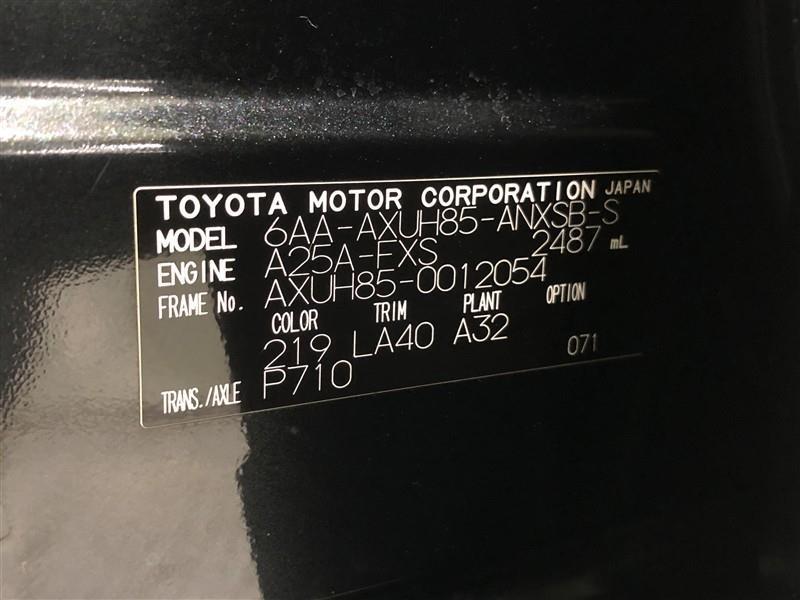 TOYOTA MOTOR CORPORATION JAPAN
MODEL 6AA-AXUH85-ANXSB-S
ENGINE A25A-FXS 2487 mL
FRAME No. AXUH85-0012054
COLOR TRIM PLANT OPTION
219 LA40 A32 071
TRANS./AXLE P710